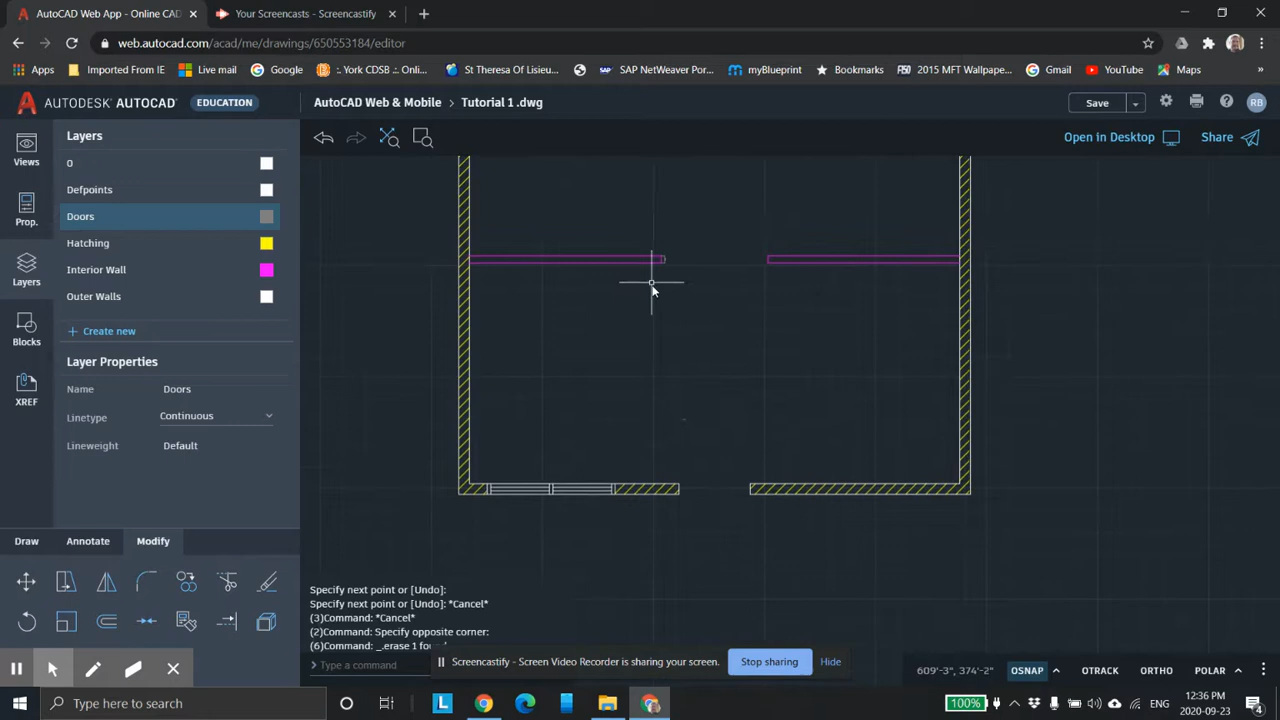 AutoCAD Web App - Online CAD
Your Screencasts - Screencastify
web.autocad.com/acad/me/drawings/650553184/editor
Apps
Imported From IE
Live mail
Google
: York CDSB :. Onli...
St Theresa Of Lisieu...
SAP NetWeaver Por...
myBlueprint
Bookmarks
2015 MFT Wallpape...
Gmail
YouTube
Maps
AUTODESK® AUTOCAD®
EDUCATION
AutoCAD Web & Mobile > Tutorial 1 .dwg
Save
RB
Open in Desktop
Share
Views
Prop.
Layers
Blocks
XREF
Layers
0
Defpoints
Doors
Hatching
Interior Wall
Outer Walls
+ Create new
Layer Properties
Name Doors
Linetype Continuous
Lineweight Default
Draw
Annotate
Modify
Specify next point or [Undo]:
Specify next point or [Undo]: *Cancel*
(3)Command: *Cancel*
(2)Command: Specify opposite corner:
Type a command
Screencastify - Screen Video Recorder is sharing your screen.
Stop sharing
Hide
609'-3", 374'-2"
OSNAP
OTRACK
ORTHO
POLAR
Type here to search
100%
ENG
12:36 PM
2020-09-23
4